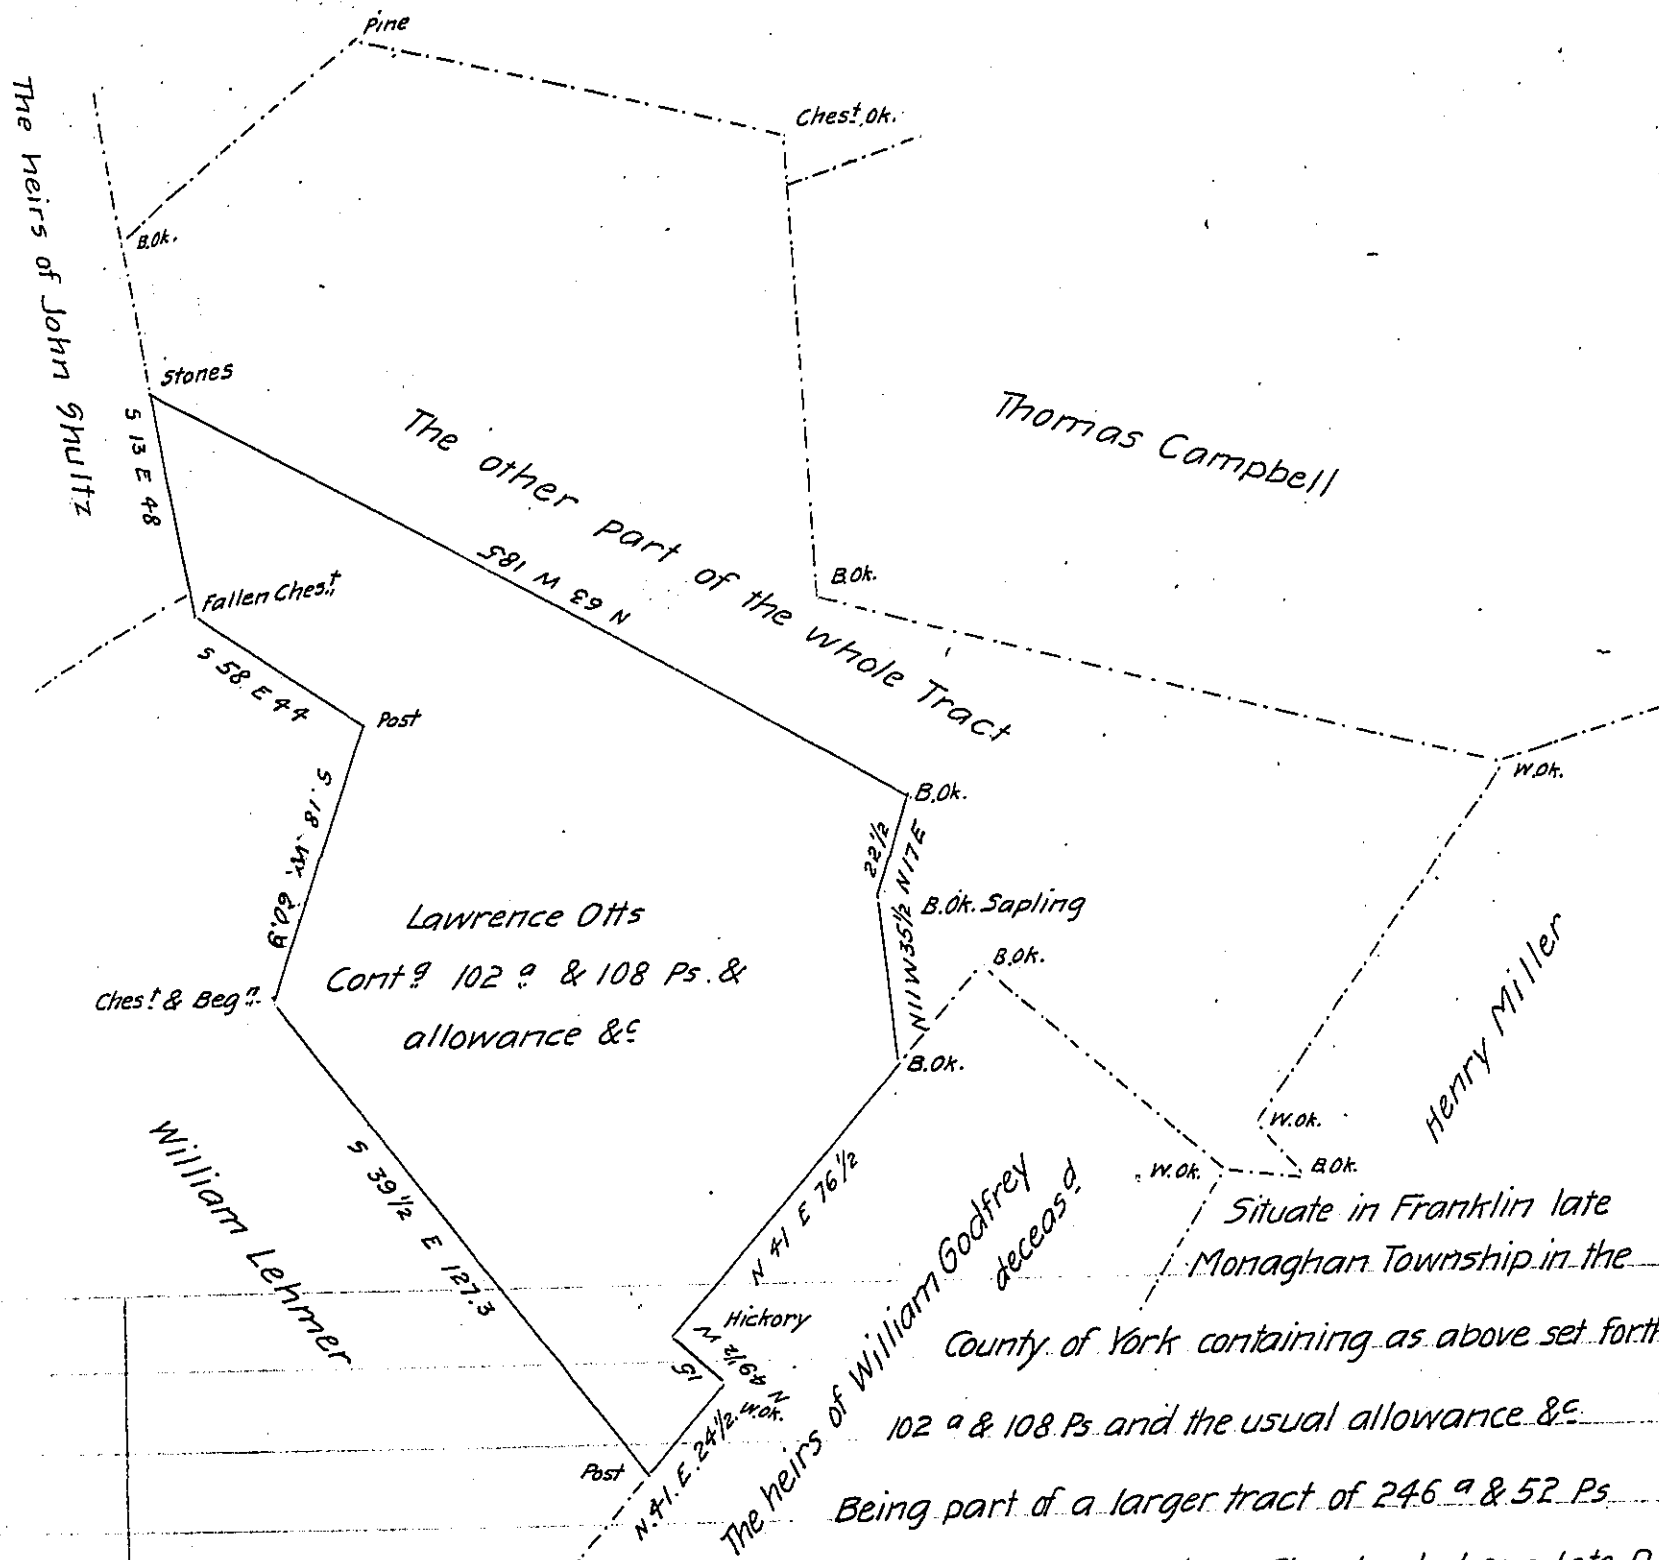 Pine
Chest. Ok.
The heirs of John Shultz
B.Ok.
Stones
S 13 E 48
The other part of the whole Tract
Thomas Campbell
N 63 W 185
B.Ok.
Fallen Chest.
S 58 E 44
Post
W.Ok.
S. 18. W. 60.9
B.Ok.
22 1/2
N 17 E
B.Ok. Sapling
N 11 W 35 1/2
B.Ok.
Lawrence Otts
Contg 102 a & 108 Ps. &
allowance &c
Chest & Begn.
B.Ok.
Henry Miller
William Lehmer
S 39 1/2 E 127.3
N 41 E 76 1/2
W.Ok.
W.Ok.
B.Ok.
Hickory
N 49 1/2 W
15
W.Ok.
N. 41. E. 24 1/2.
Post
The heirs of William Godfrey
deceasd
Situate in Franklin late
Monaghan Township in the
County of York containing as above set forth
102 a & 108 Ps and the usual allowance &c
Being part of a larger tract of 246 a & 52 Ps